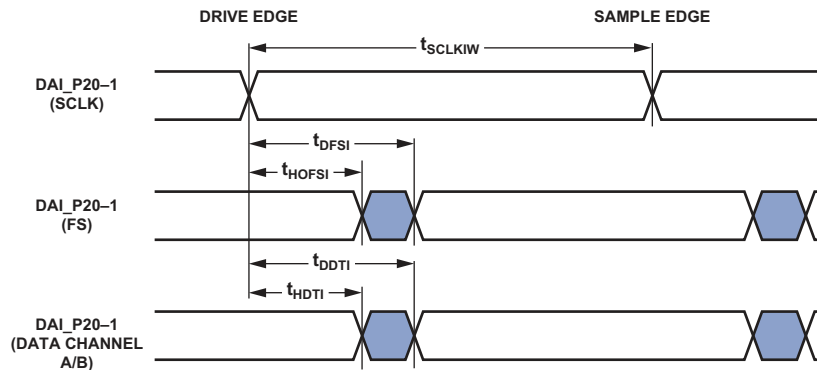 DRIVE EDGE
SAMPLE EDGE
tSCLKIW
DAI_P20–1
(SCLK)
tDFSI
tHOFSI
DAI_P20–1
(FS)
tDDTI
tHDTI
DAI_P20–1
(DATA CHANNEL
A/B)